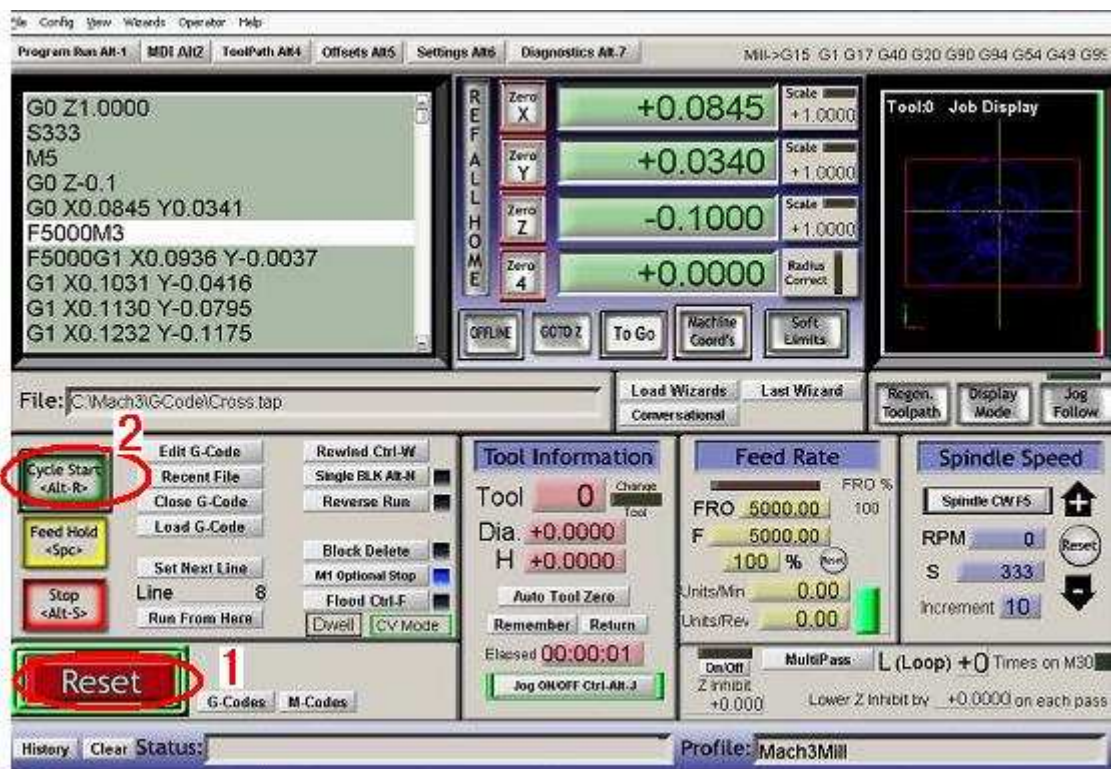 File Config View Wizards Operator Help
Program Run Alt-1 MDI Alt2 ToolPath Alt4 Offsets Alt5 Settings Alt6 Diagnostics Alt-7 Mill->G15 G1 G17 G40 G20 G90 G94 G54 G49 G99
G0 Z1.0000
S333
M5
G0 Z-0.1
G0 X0.0845 Y0.0341
F5000M3
F5000G1 X0.0936 Y-0.0037
G1 X0.1031 Y-0.0416
G1 X0.1130 Y-0.0795
G1 X0.1232 Y-0.1175
REF ALL HOME
Zero X +0.0845 Scale +1.0000
Zero Y +0.0340 Scale +1.0000
Zero Z -0.1000 Scale +1.0000
Zero 4 +0.0000 Radius Correct
OFFLINE GOTO Z To Go Machine Coord's Soft Limits
Tool:0 Job Display
File: C:\Mach3\GCode\Cross.tap
Load Wizards Last Wizard
Conversational
Regen. Toolpath Display Mode Jog Follow
2
Cycle Start <Alt-R>
Feed Hold <Spc>
Stop <Alt-S>
Edit G-Code
Recent File
Close G-Code
Load G-Code
Set Next Line
Line 8
Run From Here
Rewind Ctrl-W
Single BLK Alt-N
Reverse Run
Block Delete
M1 Optional Stop
Flood Ctrl-F
Dwell CV Mode
1
Reset
G-Codes M-Codes
Tool Information
Tool 0 Change Tool
Dia. +0.0000
H +0.0000
Auto Tool Zero
Remember Return
Elapsed 00:00:01
Jog ON/OFF Ctrl-Alt-J
Feed Rate
FRO %
FRO 5000.00 100
F 5000.00
100 % Reset
Units/Min 0.00
Units/Rev 0.00
Spindle Speed
Spindle CW F5
RPM 0 Reset
S 333
Increment 10
On/Off MultiPass L (Loop) +0 Times on M30
Z Inhibit
+0.000 Lower Z Inhibit by +0.0000 on each pass
History Clear Status: Profile: Mach3Mill